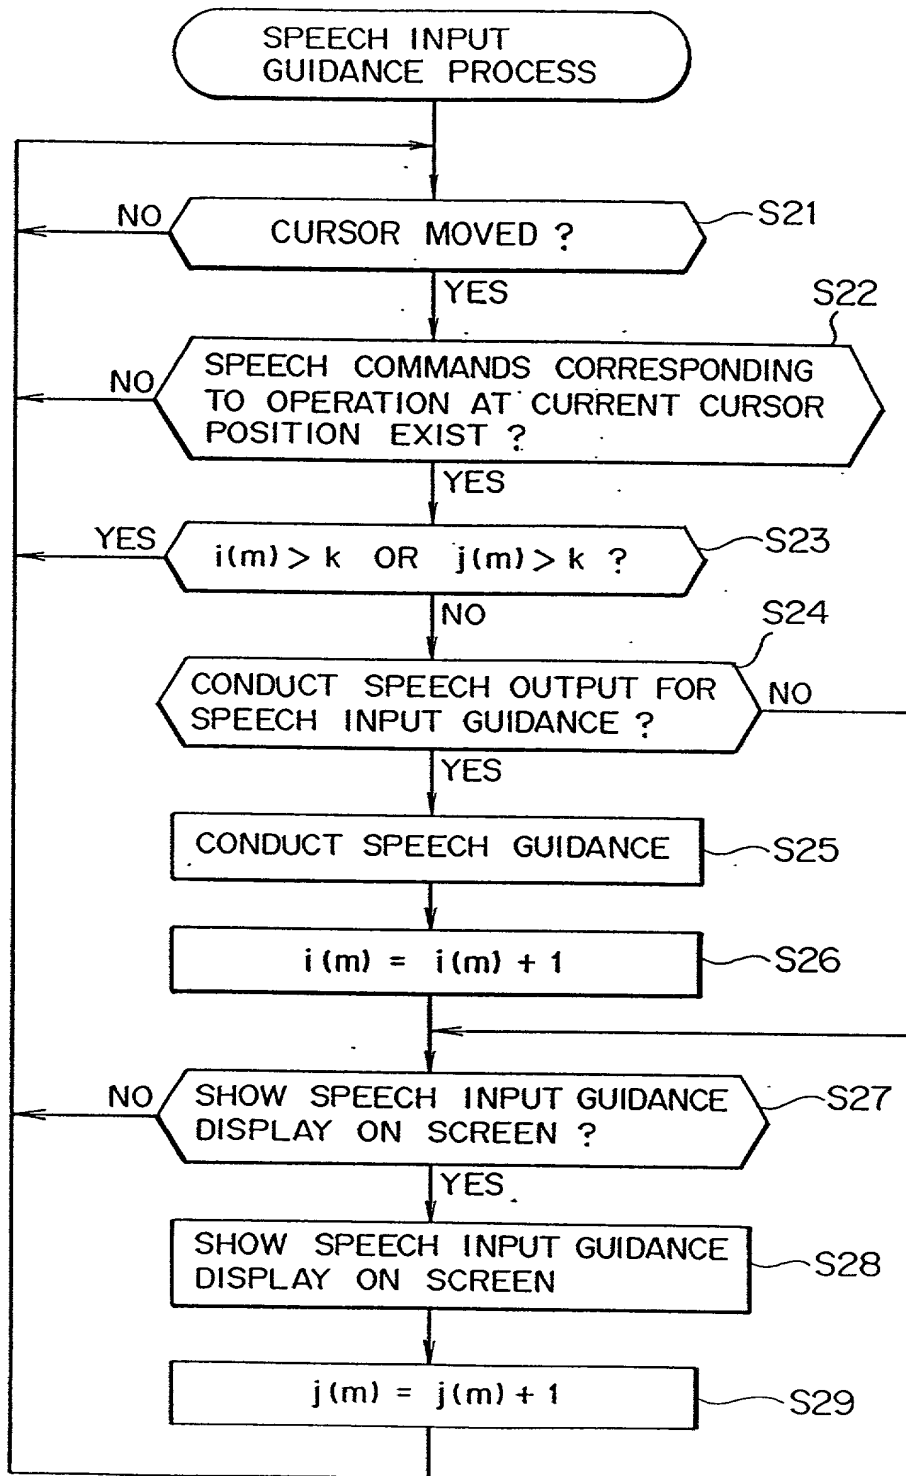 SPEECH INPUT
GUIDANCE PROCESS
NO
CURSOR MOVED ?
S21
YES
S22
NO
SPEECH COMMANDS CORRESPONDING
TO OPERATION AT CURRENT CURSOR
POSITION EXIST ?
YES
YES
i(m) > k OR j(m) > k ?
S23
NO
S24
CONDUCT SPEECH OUTPUT FOR
SPEECH INPUT GUIDANCE ?
NO
YES
CONDUCT SPEECH GUIDANCE
S25
i(m) = i(m) + 1
S26
NO
SHOW SPEECH INPUT GUIDANCE
DISPLAY ON SCREEN ?
S27
YES
SHOW SPEECH INPUT GUIDANCE
DISPLAY ON SCREEN
S28
j(m) = j(m) + 1
S29